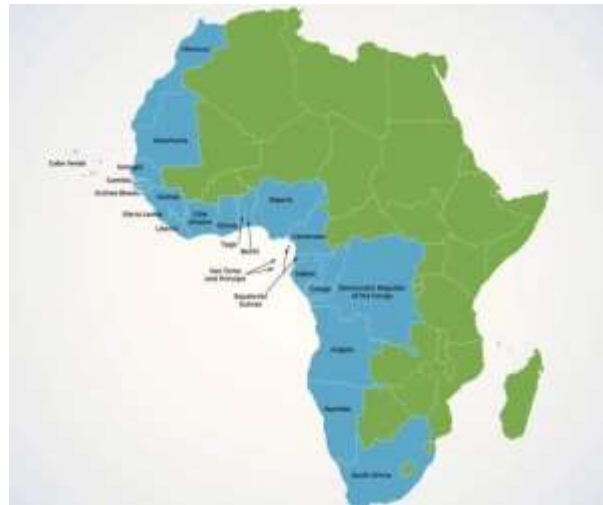 Morocco
Mauritania
Cabo Verde
Senegal
Gambia
Guinea Bissau
Guinea
Sierra Leone
Liberia
Côte
d'Ivoire
Ghana
Togo
Benin
Nigeria
Cameroon
Sao Tome
and Principe
Equatorial
Guinea
Gabon
Congo
Democratic Republic
of the Congo
Angola
Namibia
South Africa